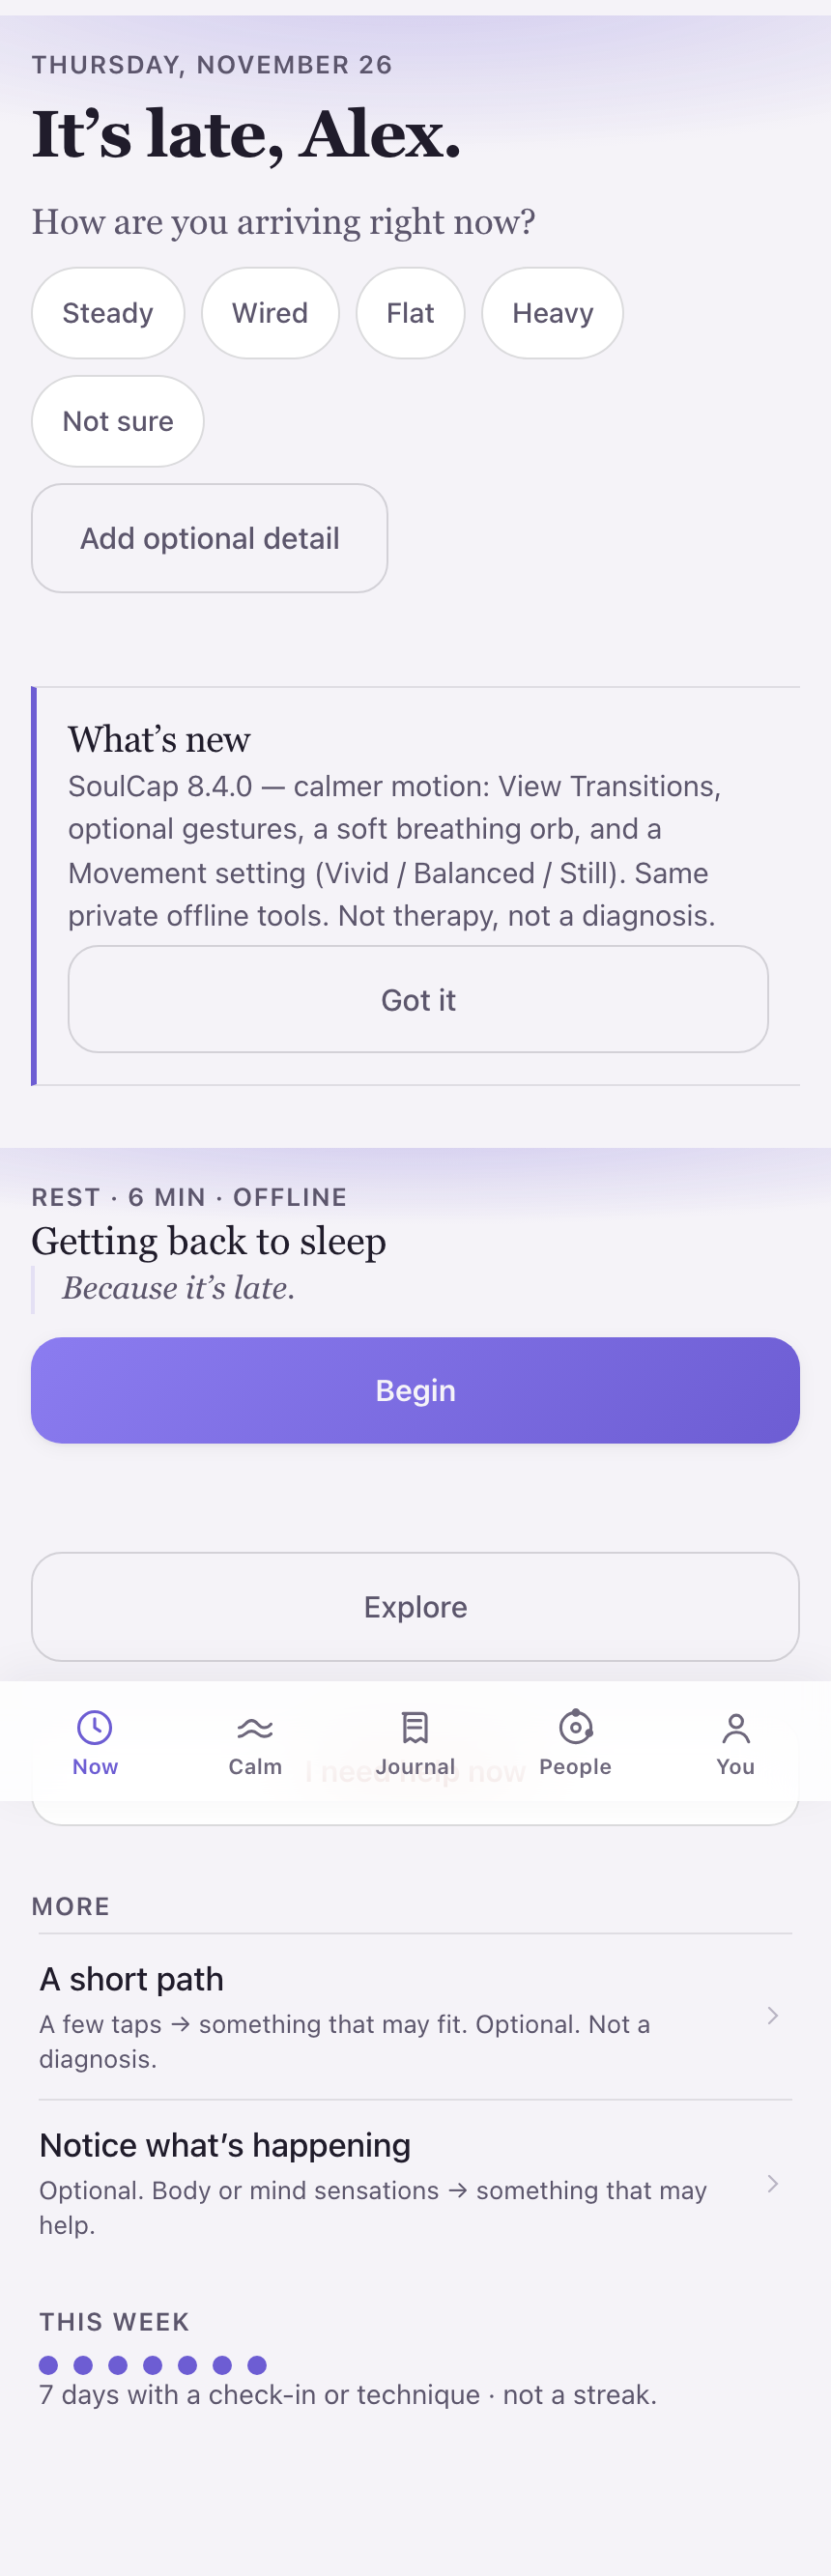 THURSDAY, NOVEMBER 26
It’s late, Alex.
How are you arriving right now?
Steady
Wired
Flat
Heavy
Not sure
Add optional detail
What’s new
SoulCap 8.4.0 — calmer motion: View Transitions,
optional gestures, a soft breathing orb, and a
Movement setting (Vivid / Balanced / Still). Same
private offline tools. Not therapy, not a diagnosis.
Got it
REST · 6 MIN · OFFLINE
Getting back to sleep
Because it’s late.
Begin
Explore
I need help now
Now
Calm
Journal
People
You
MORE
A short path
A few taps → something that may fit. Optional. Not a
diagnosis.
Notice what’s happening
Optional. Body or mind sensations → something that may
help.
THIS WEEK
7 days with a check-in or technique · not a streak.